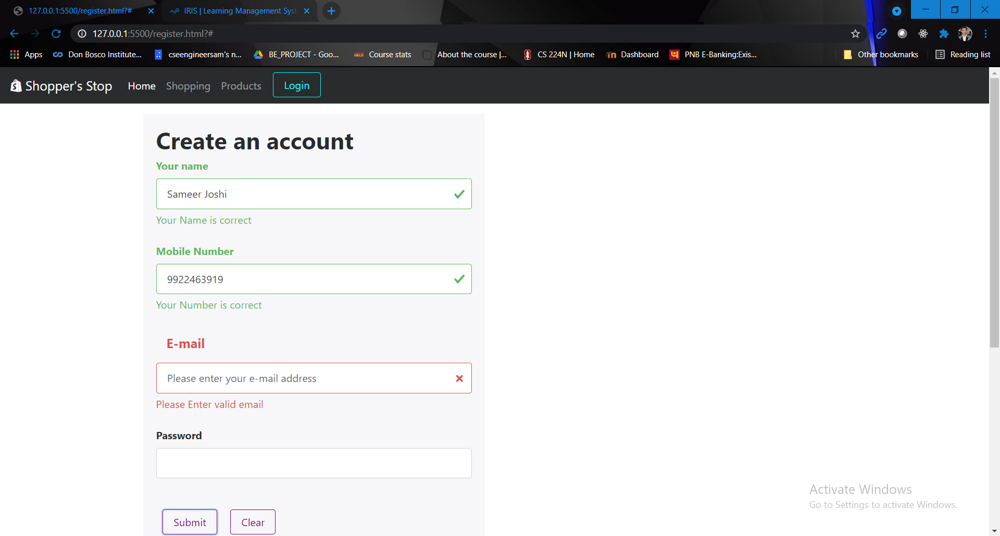 127.0.0.1:5500/register.html?#
IRIS | Learning Management Syst
127.0.0.1:5500/register.html?#
Apps
Don Bosco Institute...
cseengineersam's n...
BE_PROJECT - Goo...
Course stats
About the course |...
CS 224N | Home
Dashboard
PNB E-Banking:Exis...
Other bookmarks
Reading list
Shopper's Stop
Home
Shopping
Products
Login
Create an account
Your name
Sameer Joshi
Your Name is correct
Mobile Number
9922463919
Your Number is correct
E-mail
Please enter your e-mail address
Please Enter valid email
Password
Submit
Clear
Activate Windows
Go to Settings to activate Windows.